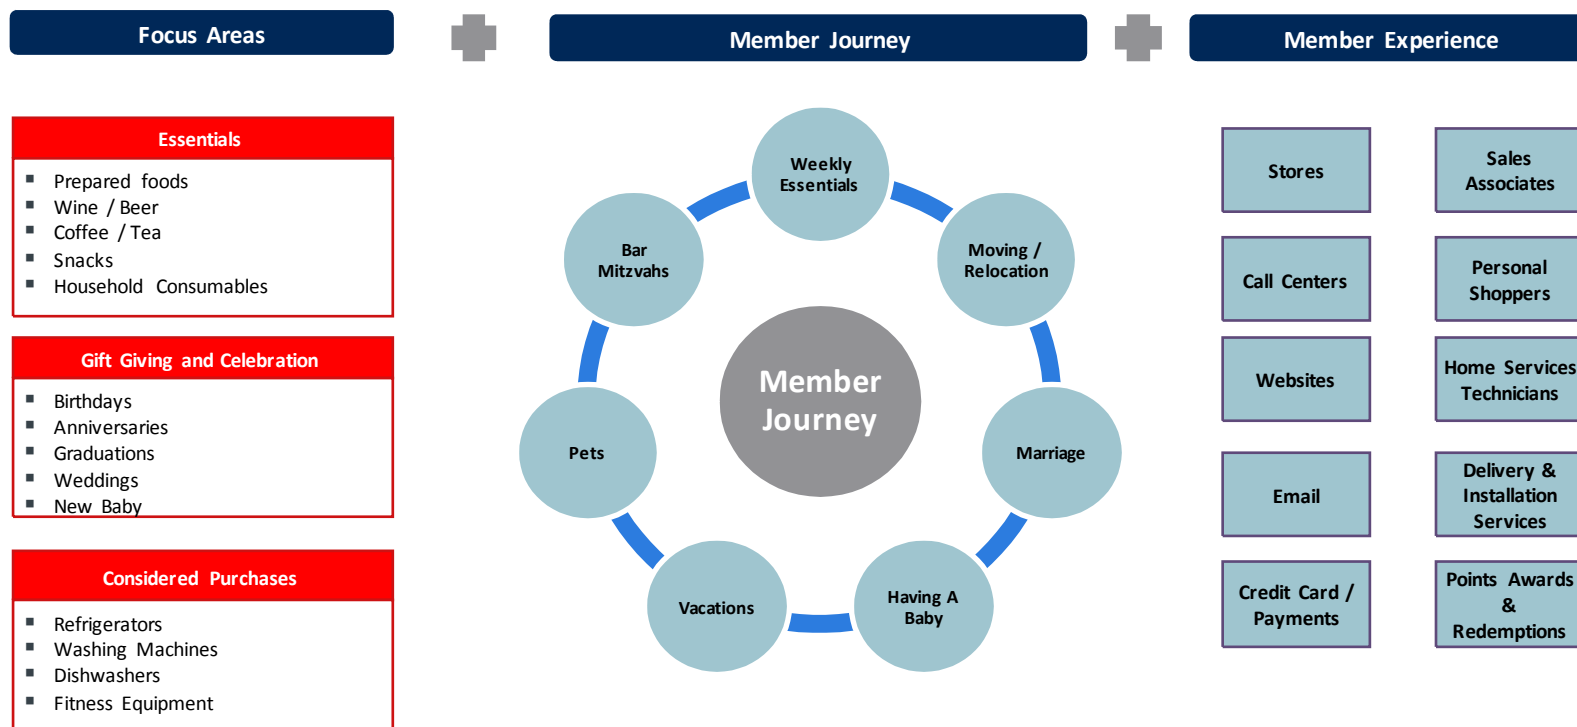 Focus Areas
Member Journey
Member Experience
Essentials
Prepared foods
Wine / Beer
Coffee / Tea
Snacks
Household Consumables
Gift Giving and Celebration
Birthdays
Anniversaries
Graduations
Weddings
New Baby
Considered Purchases
Refrigerators
Washing Machines
Dishwashers
Fitness Equipment
Weekly
Essentials
Moving /
Relocation
Marriage
Having A
Baby
Vacations
Pets
Bar
Mitzvahs
Member
Journey
Stores
Sales
Associates
Call Centers
Personal
Shoppers
Websites
Home Services
Technicians
Email
Delivery &
Installation
Services
Credit Card /
Payments
Points Awards
&
Redemptions